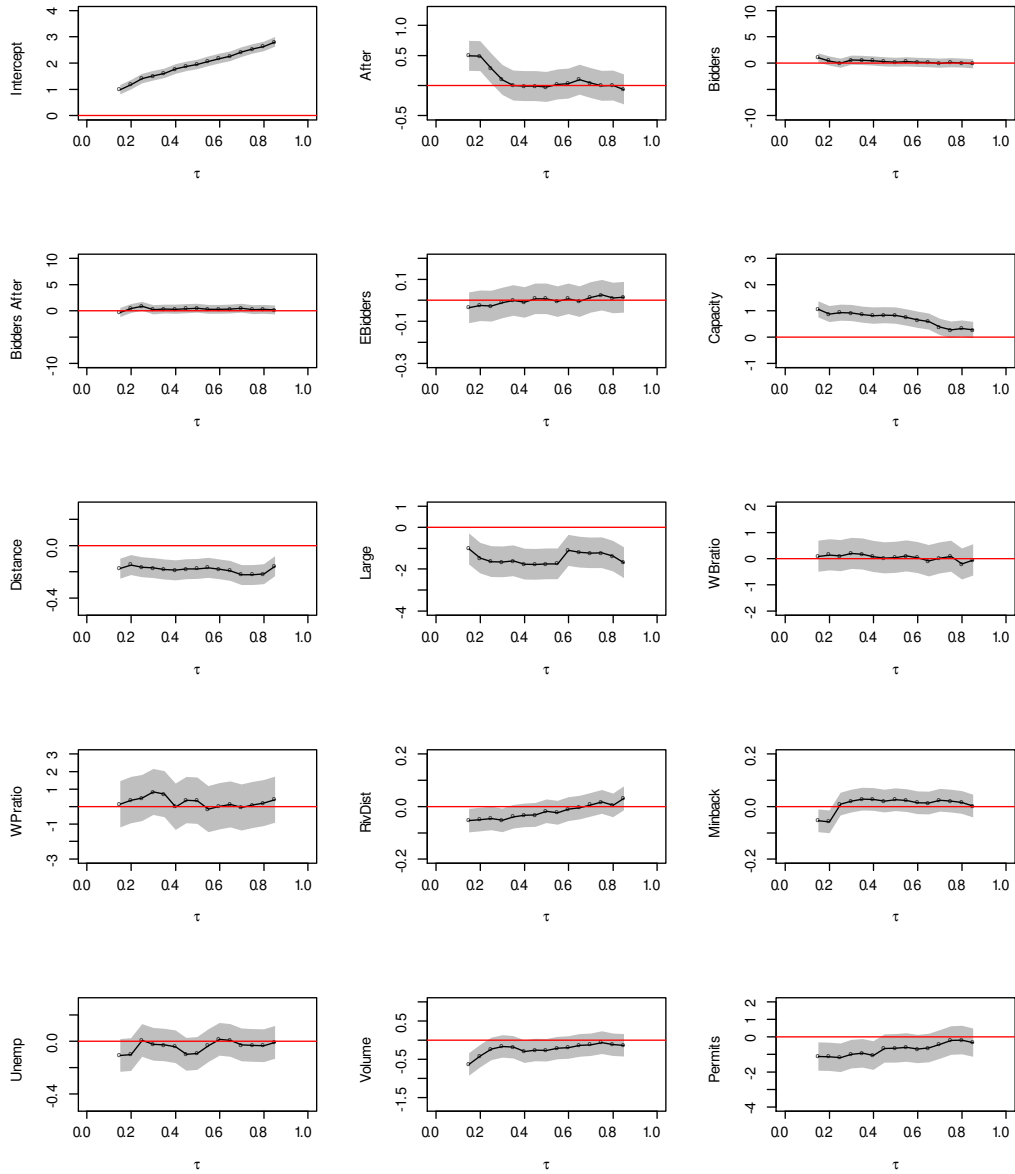 Intercept
0 1 2 3 4
0.0 0.2 0.4 0.6 0.8 1.0
τ
After
-0.5 0.5 1.0
0.0 0.2 0.4 0.6 0.8 1.0
τ
Bidders
-10 0 5 10
0.0 0.2 0.4 0.6 0.8 1.0
τ
Bidders After
-10 0 5 10
0.0 0.2 0.4 0.6 0.8 1.0
τ
EBidders
-0.3 -0.1 0.1
0.0 0.2 0.4 0.6 0.8 1.0
τ
Capacity
-1 0 1 2 3
0.0 0.2 0.4 0.6 0.8 1.0
τ
Distance
-0.4 0.0
0.0 0.2 0.4 0.6 0.8 1.0
τ
Large
-4 -2 0 1
0.0 0.2 0.4 0.6 0.8 1.0
τ
WBratio
-2 -1 0 1 2
0.0 0.2 0.4 0.6 0.8 1.0
τ
WPratio
-3 -1 1 2 3
0.0 0.2 0.4 0.6 0.8 1.0
τ
RivDist
-0.2 0.0 0.2
0.0 0.2 0.4 0.6 0.8 1.0
τ
Minback
-0.2 0.0 0.2
0.0 0.2 0.4 0.6 0.8 1.0
τ
Unemp
-0.4 0.0
0.0 0.2 0.4 0.6 0.8 1.0
τ
Volume
-1.5 -0.5 0.5
0.0 0.2 0.4 0.6 0.8 1.0
τ
Permits
-4 -2 0 1 2
0.0 0.2 0.4 0.6 0.8 1.0
τ